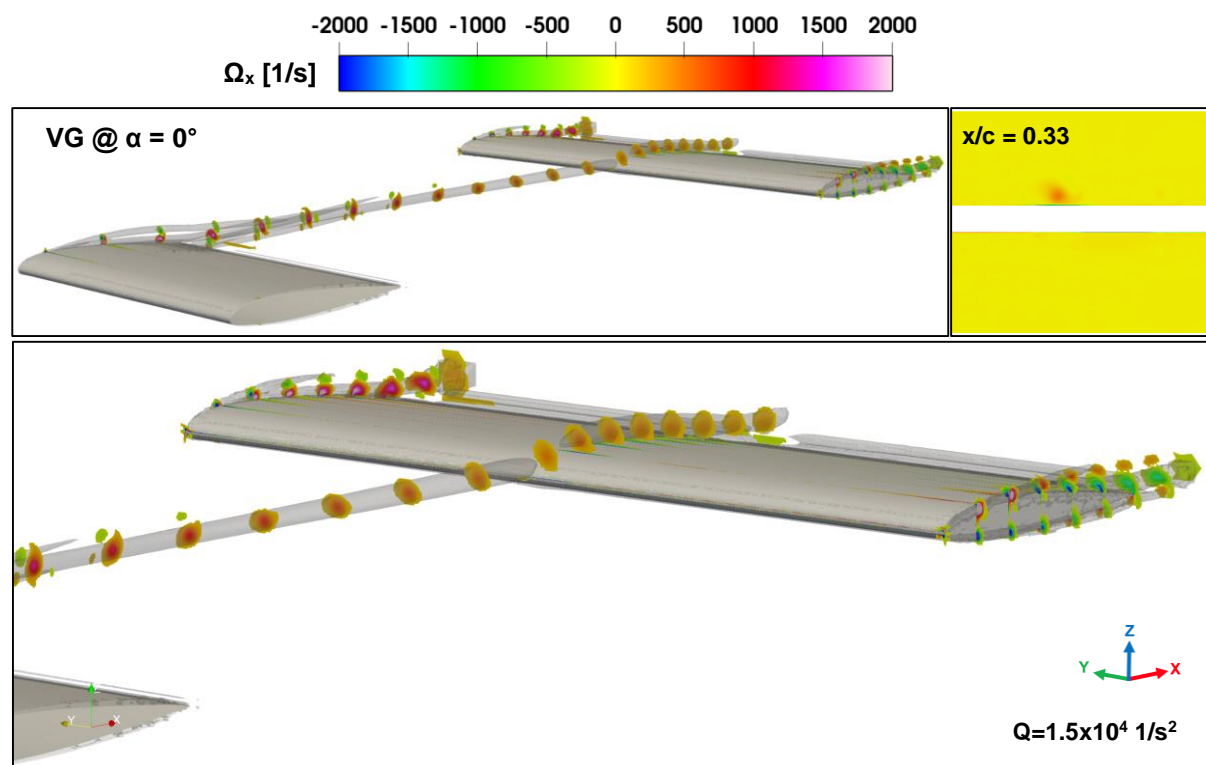 -2000 -1500 -1000 -500 0 500 1000 1500 2000
Ωₓ [1/s]
VG @ α = 0°
x/c = 0.33
Z
Y X
Y X
Q=1.5x10⁴ 1/s²